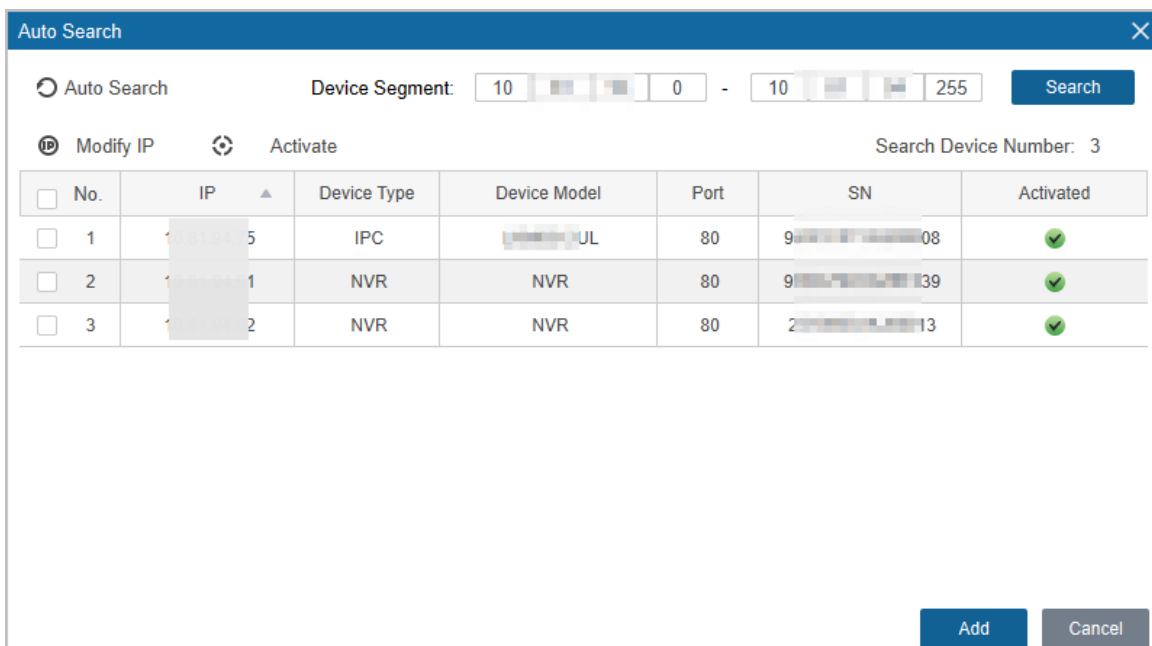 Auto Search
Auto Search Device Segment: 10 0 - 10 255 Search
Modify IP Activate Search Device Number: 3
No. IP Device Type Device Model Port SN Activated
1 IPC UL 80 08
2 NVR NVR 80 39
3 NVR NVR 80 13
Add Cancel